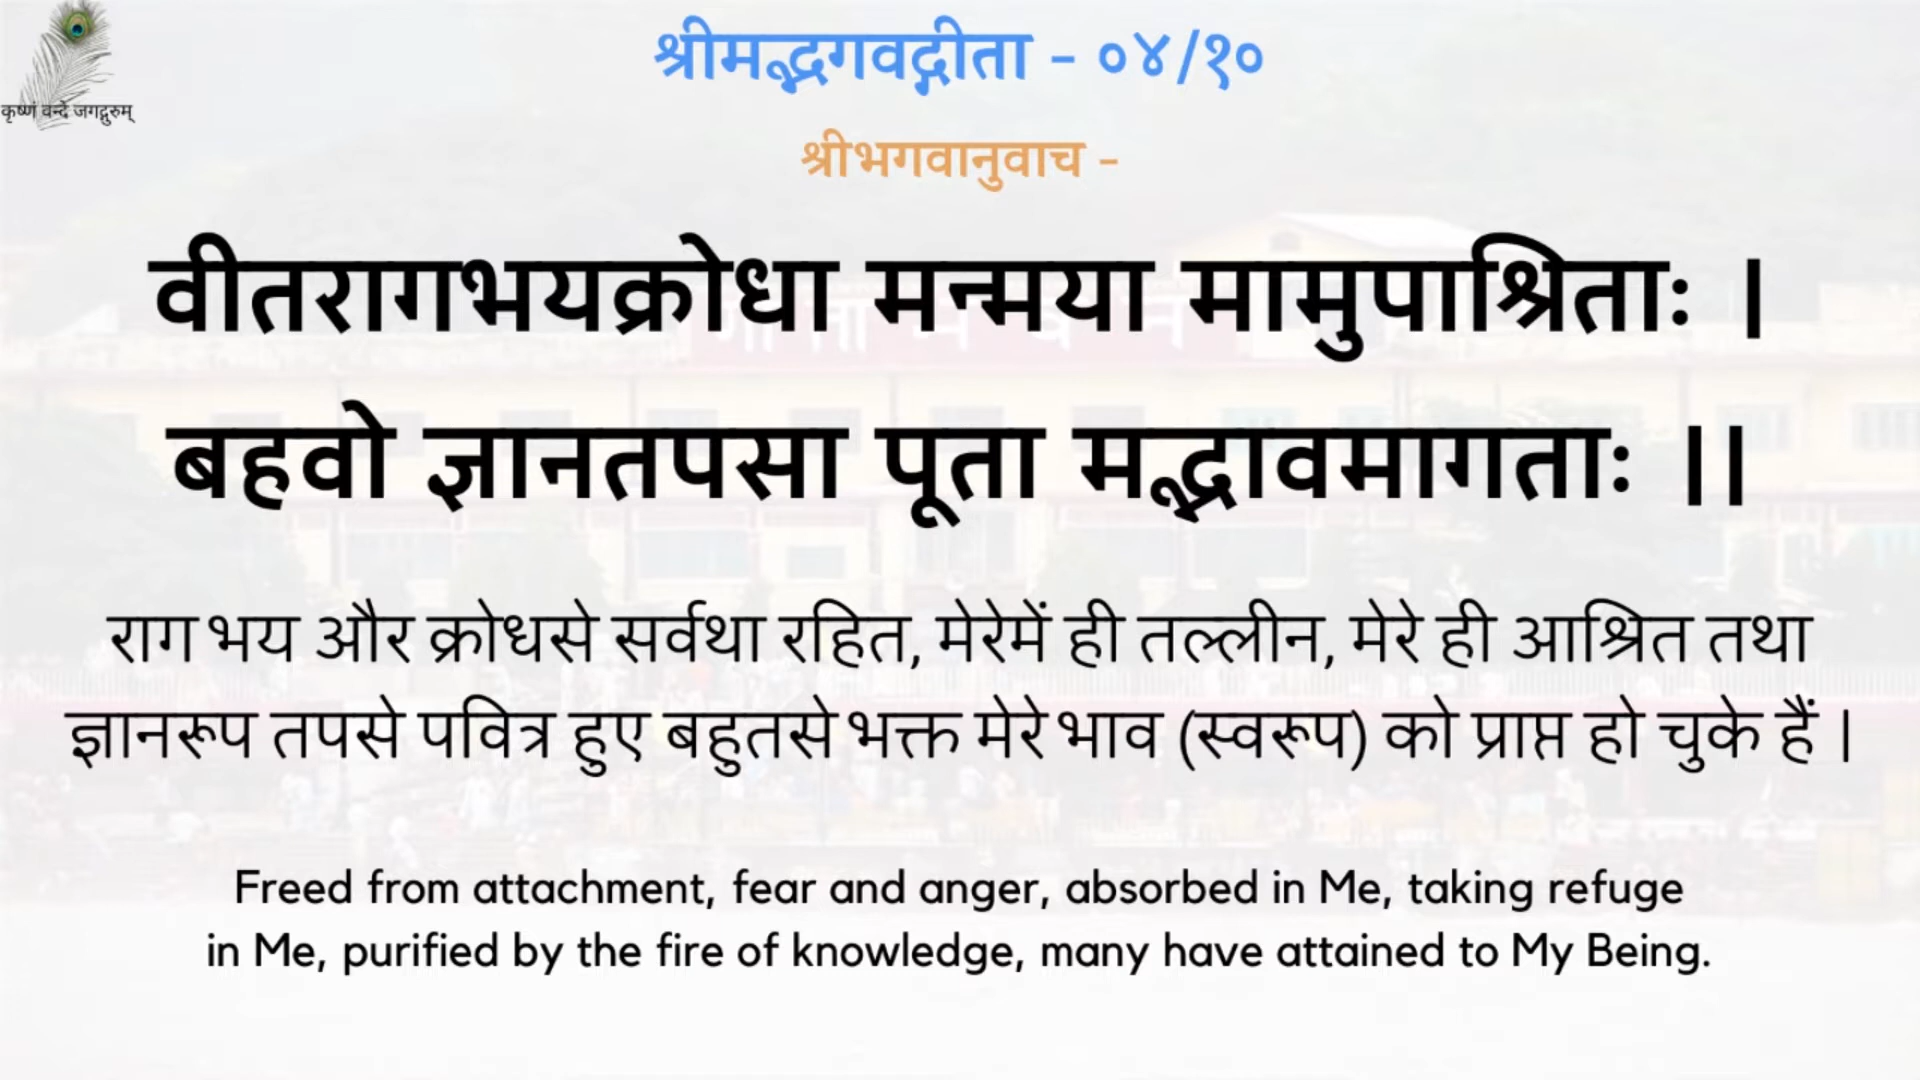 श्रीमद्भगवद्गीता - ०४/१०
कृष्णं वन्दे जगद्गुरुम्
श्रीभगवानुवाच -
वीतरागभयक्रोधा मन्मया मामुपाश्रिताः ।
बहवो ज्ञानतपसा पूता मद्भावमागताः ।।
राग भय और क्रोधसे सर्वथा रहित, मेरेमें ही तल्लीन, मेरे ही आश्रित तथा
ज्ञानरूप तपसे पवित्र हुए बहुतसे भक्त मेरे भाव (स्वरूप) को प्राप्त हो चुके हैं ।
Freed from attachment, fear and anger, absorbed in Me, taking refuge
in Me, purified by the fire of knowledge, many have attained to My Being.